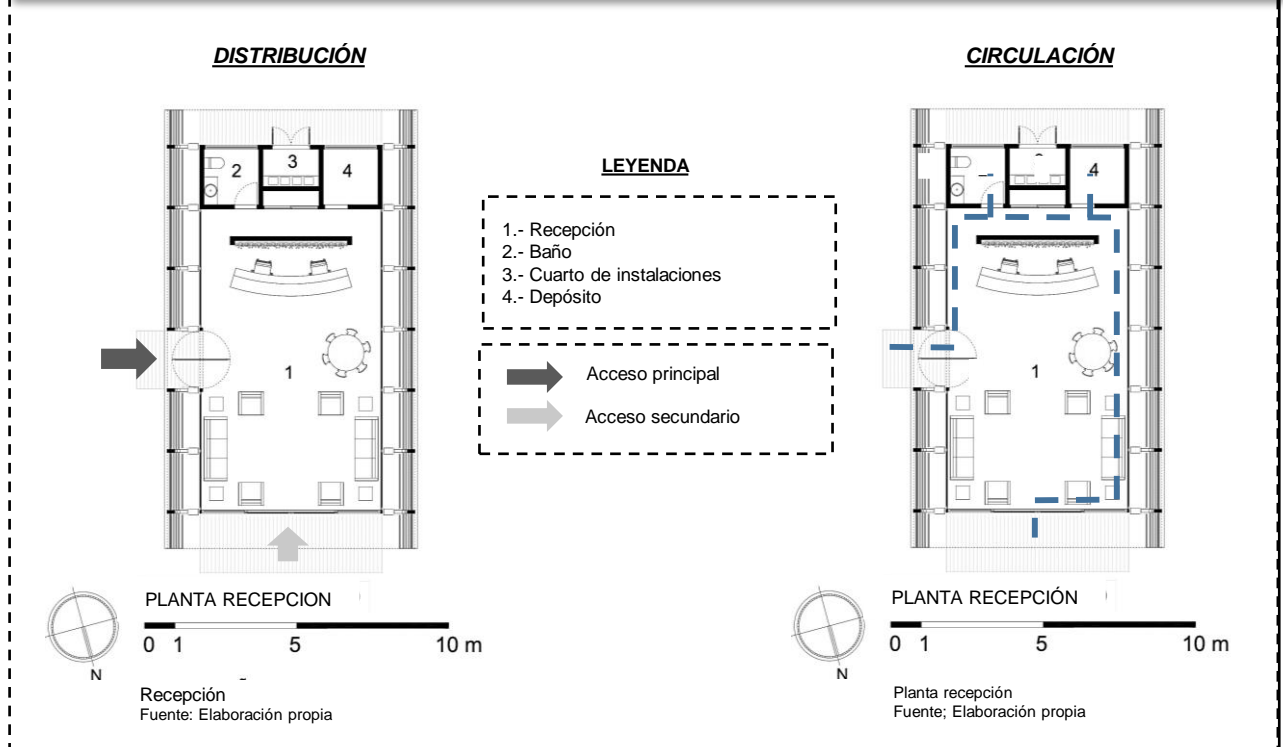 DISTRIBUCIÓN
2
3
4
1
PLANTA RECEPCION
0 1 5 10 m
N
Recepción
Fuente: Elaboración propia
LEYENDA
1.- Recepción
2.- Baño
3.- Cuarto de instalaciones
4.- Depósito
Acceso principal
Acceso secundario
CIRCULACIÓN
4
1
PLANTA RECEPCIÓN
0 1 5 10 m
N
Planta recepción
Fuente; Elaboración propia